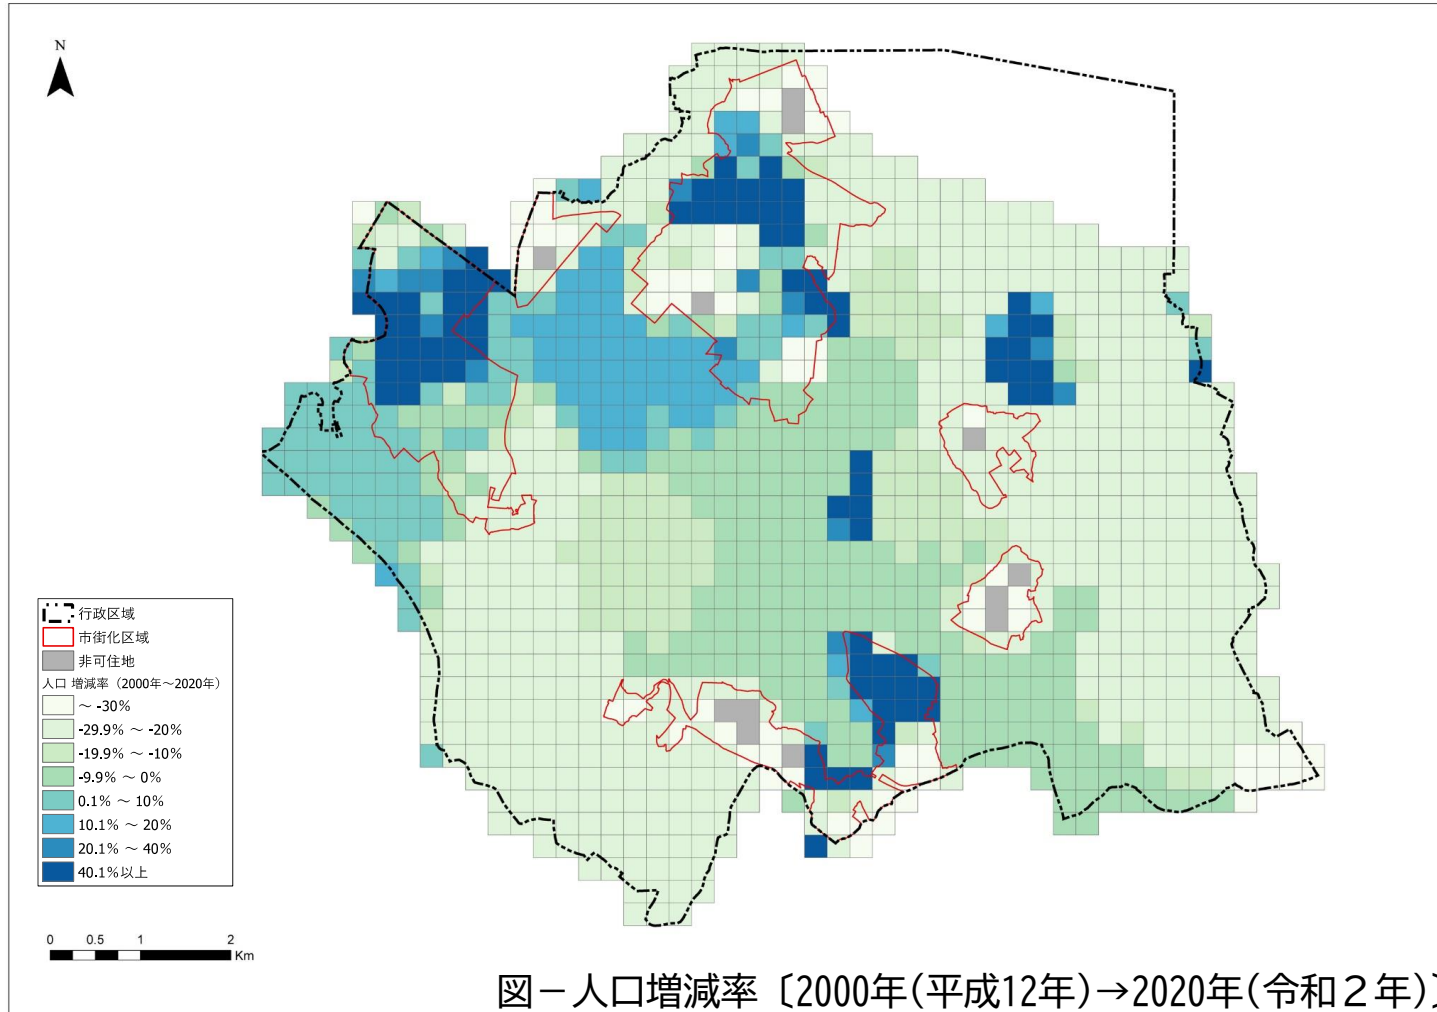 N
行政区域
市街化区域
非可住地
人口 増減率（2000年～2020年）
～ -30%
-29.9% ～ -20%
-19.9% ～ -10%
-9.9% ～ 0%
0.1% ～ 10%
10.1% ～ 20%
20.1% ～ 40%
40.1%以上
0 0.5 1 2
Km
図－人口増減率〔2000年(平成12年)→2020年(令和２年)〕